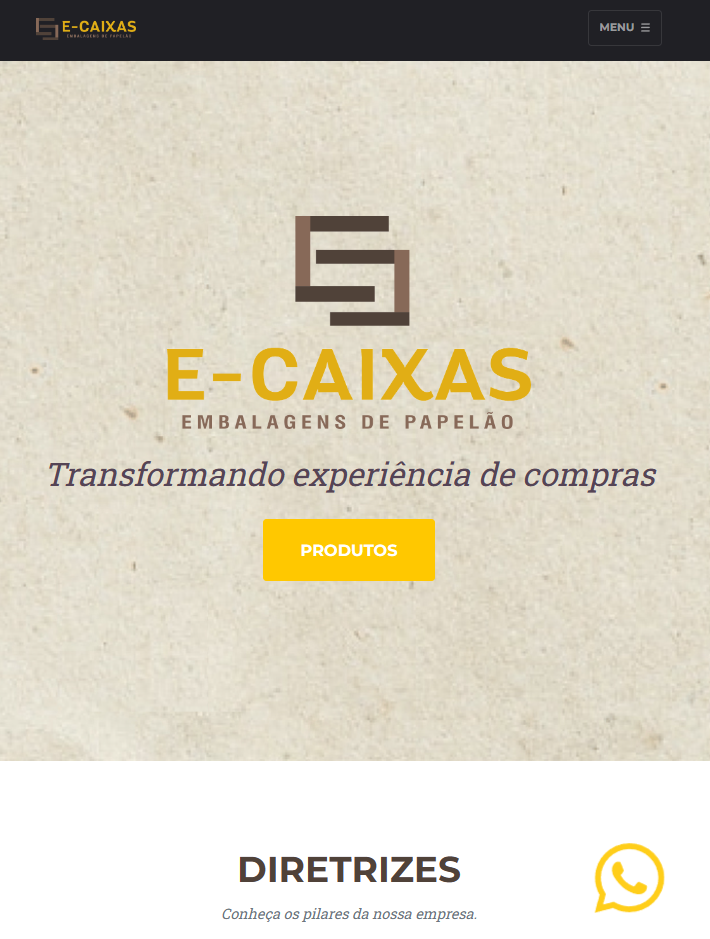 E-CAIXAS
EMBALAGENS DE PAPELÃO
MENU
E-CAIXAS
EMBALAGENS DE PAPELÃO
Transformando experiência de compras
PRODUTOS
DIRETRIZES
Conheça os pilares da nossa empresa.